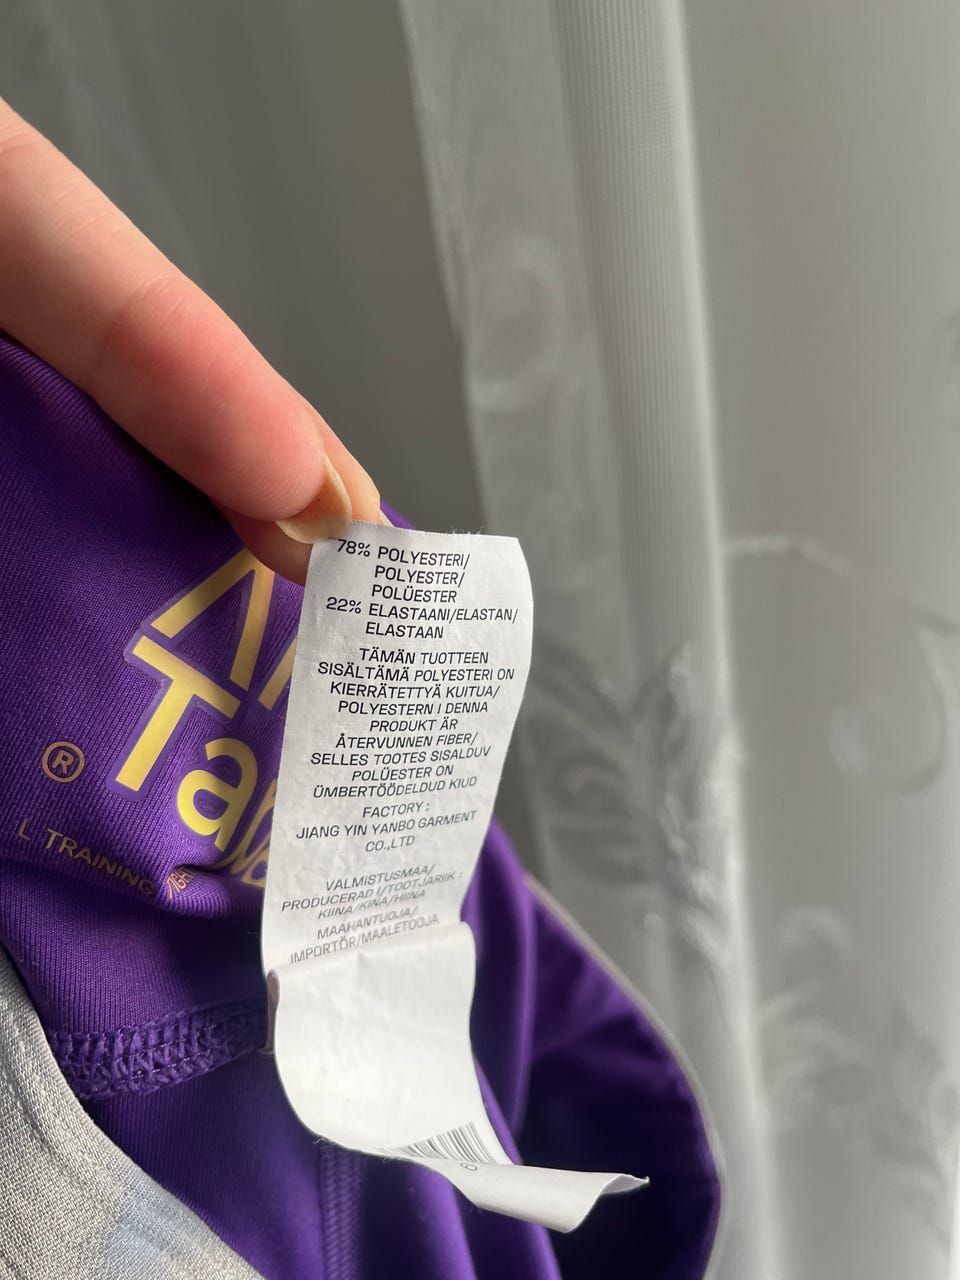 78% POLYESTERI/
POLYESTER/
POLÜESTER
22% ELASTAANI/ELASTAN/
ELASTAAN
TÄMÄN TUOTTEEN
SISÄLTÄMÄ POLYESTERI ON
KIERRÄTETTYÄ KUITUA/
POLYESTERN I DENNA
PRODUKT ÄR
ÅTERVUNNEN FIBER/
SELLES TOOTES SISALDUV
POLÜESTER ON
ÜMBERTÖÖDELDUD KIUD
FACTORY :
JIANG YIN YANBO GARMENT
CO.,LTD
VALMISTUSMAA/
PRODUCERAD I/TOOTJARIIK :
KIINA/KINA/HIINA
MAAHANTUOJA/
IMPORTÖR/MAALETOOJA
®
L TRAINING